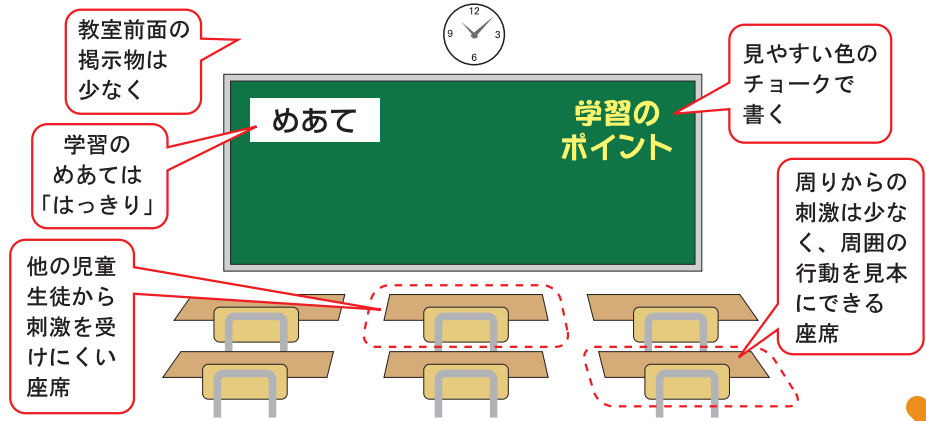 教室前面の
掲示物は
少なく
12
3
6
9
見やすい色の
チョークで
書く
めあて
学習の
ポイント
学習の
めあては
「はっきり」
周りからの
刺激は少な
く、周囲の
行動を見本
にできる
座席
他の児童
生徒から
刺激を受
けにくい
座席